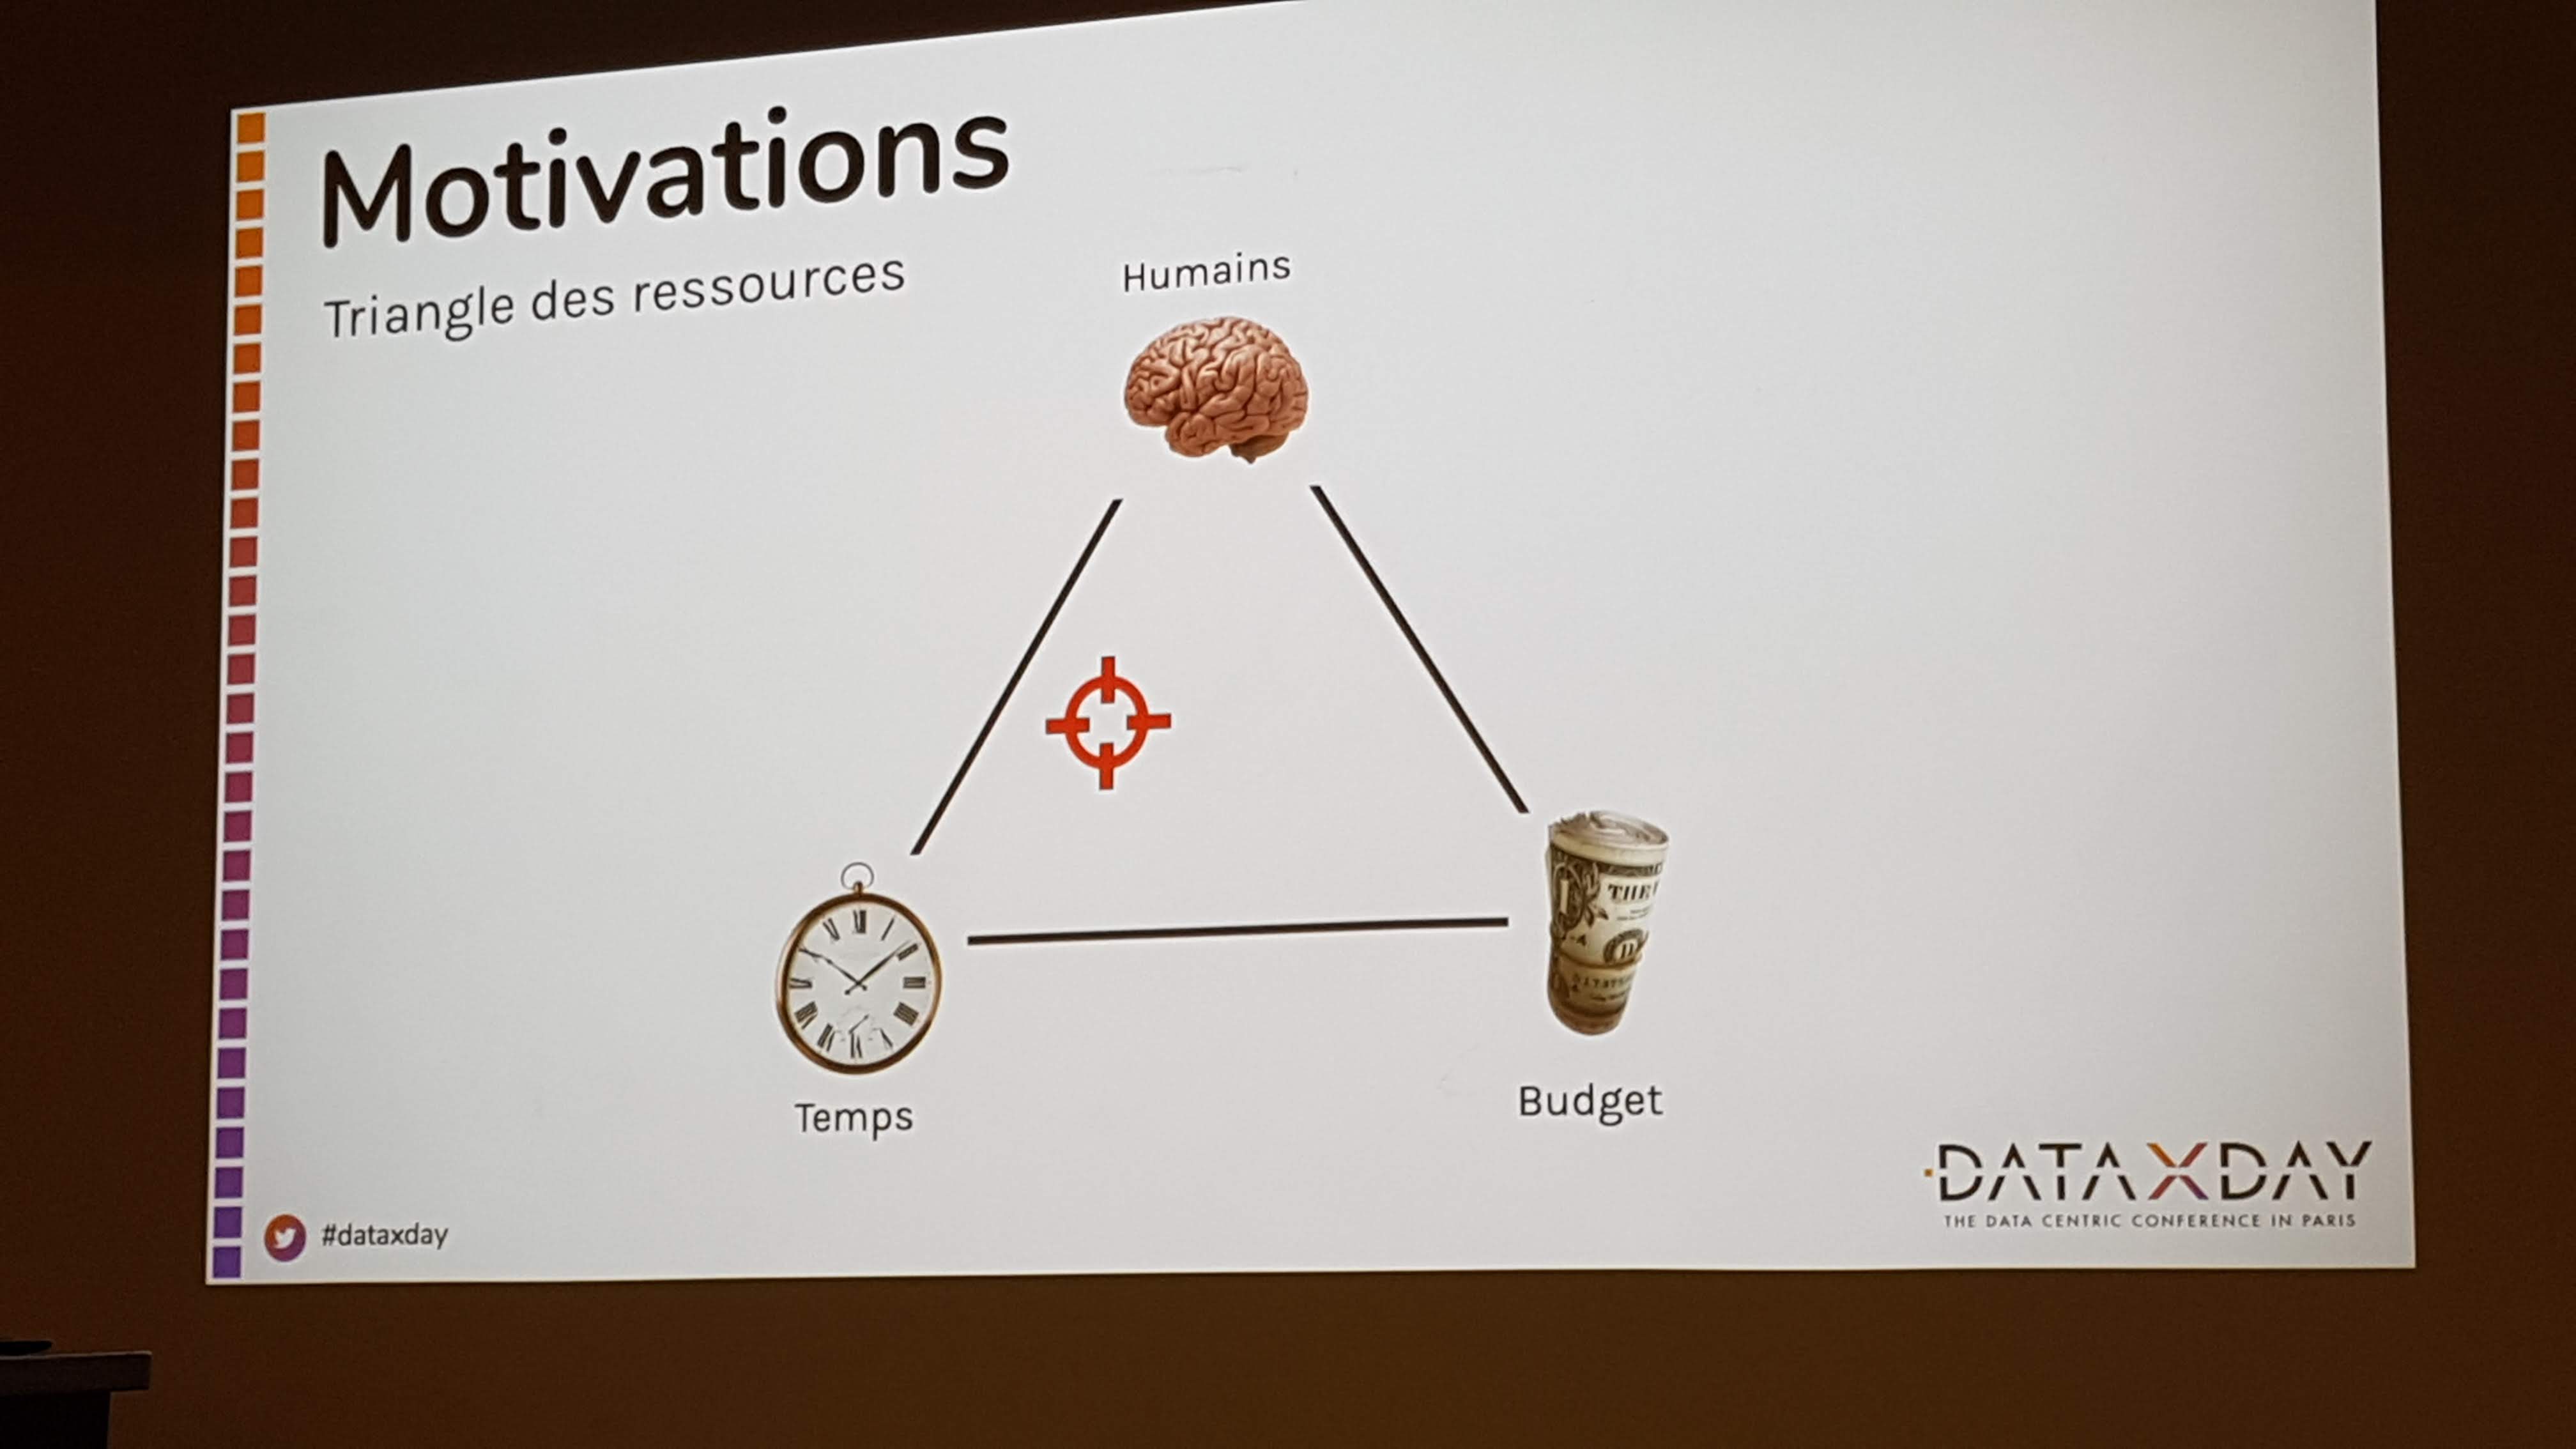 Motivations
Triangle des ressources
Humains
Temps
Budget
#dataxday
DATAXDAY
THE DATA CENTRIC CONFERENCE IN PARIS